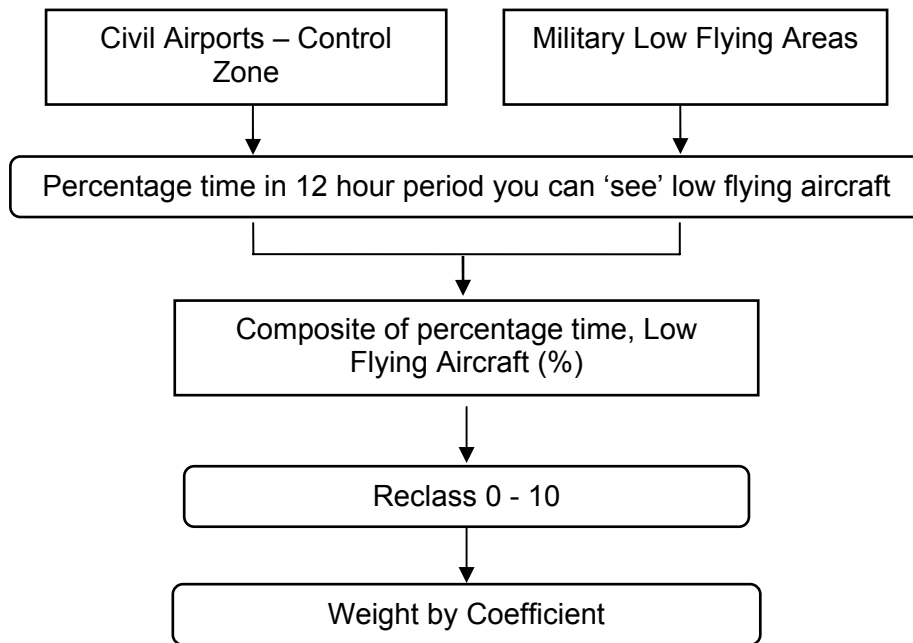 Civil Airports – Control
Zone
Military Low Flying Areas
Percentage time in 12 hour period you can ‘see’ low flying aircraft
Composite of percentage time, Low
Flying Aircraft (%)
Reclass 0 - 10
Weight by Coefficient